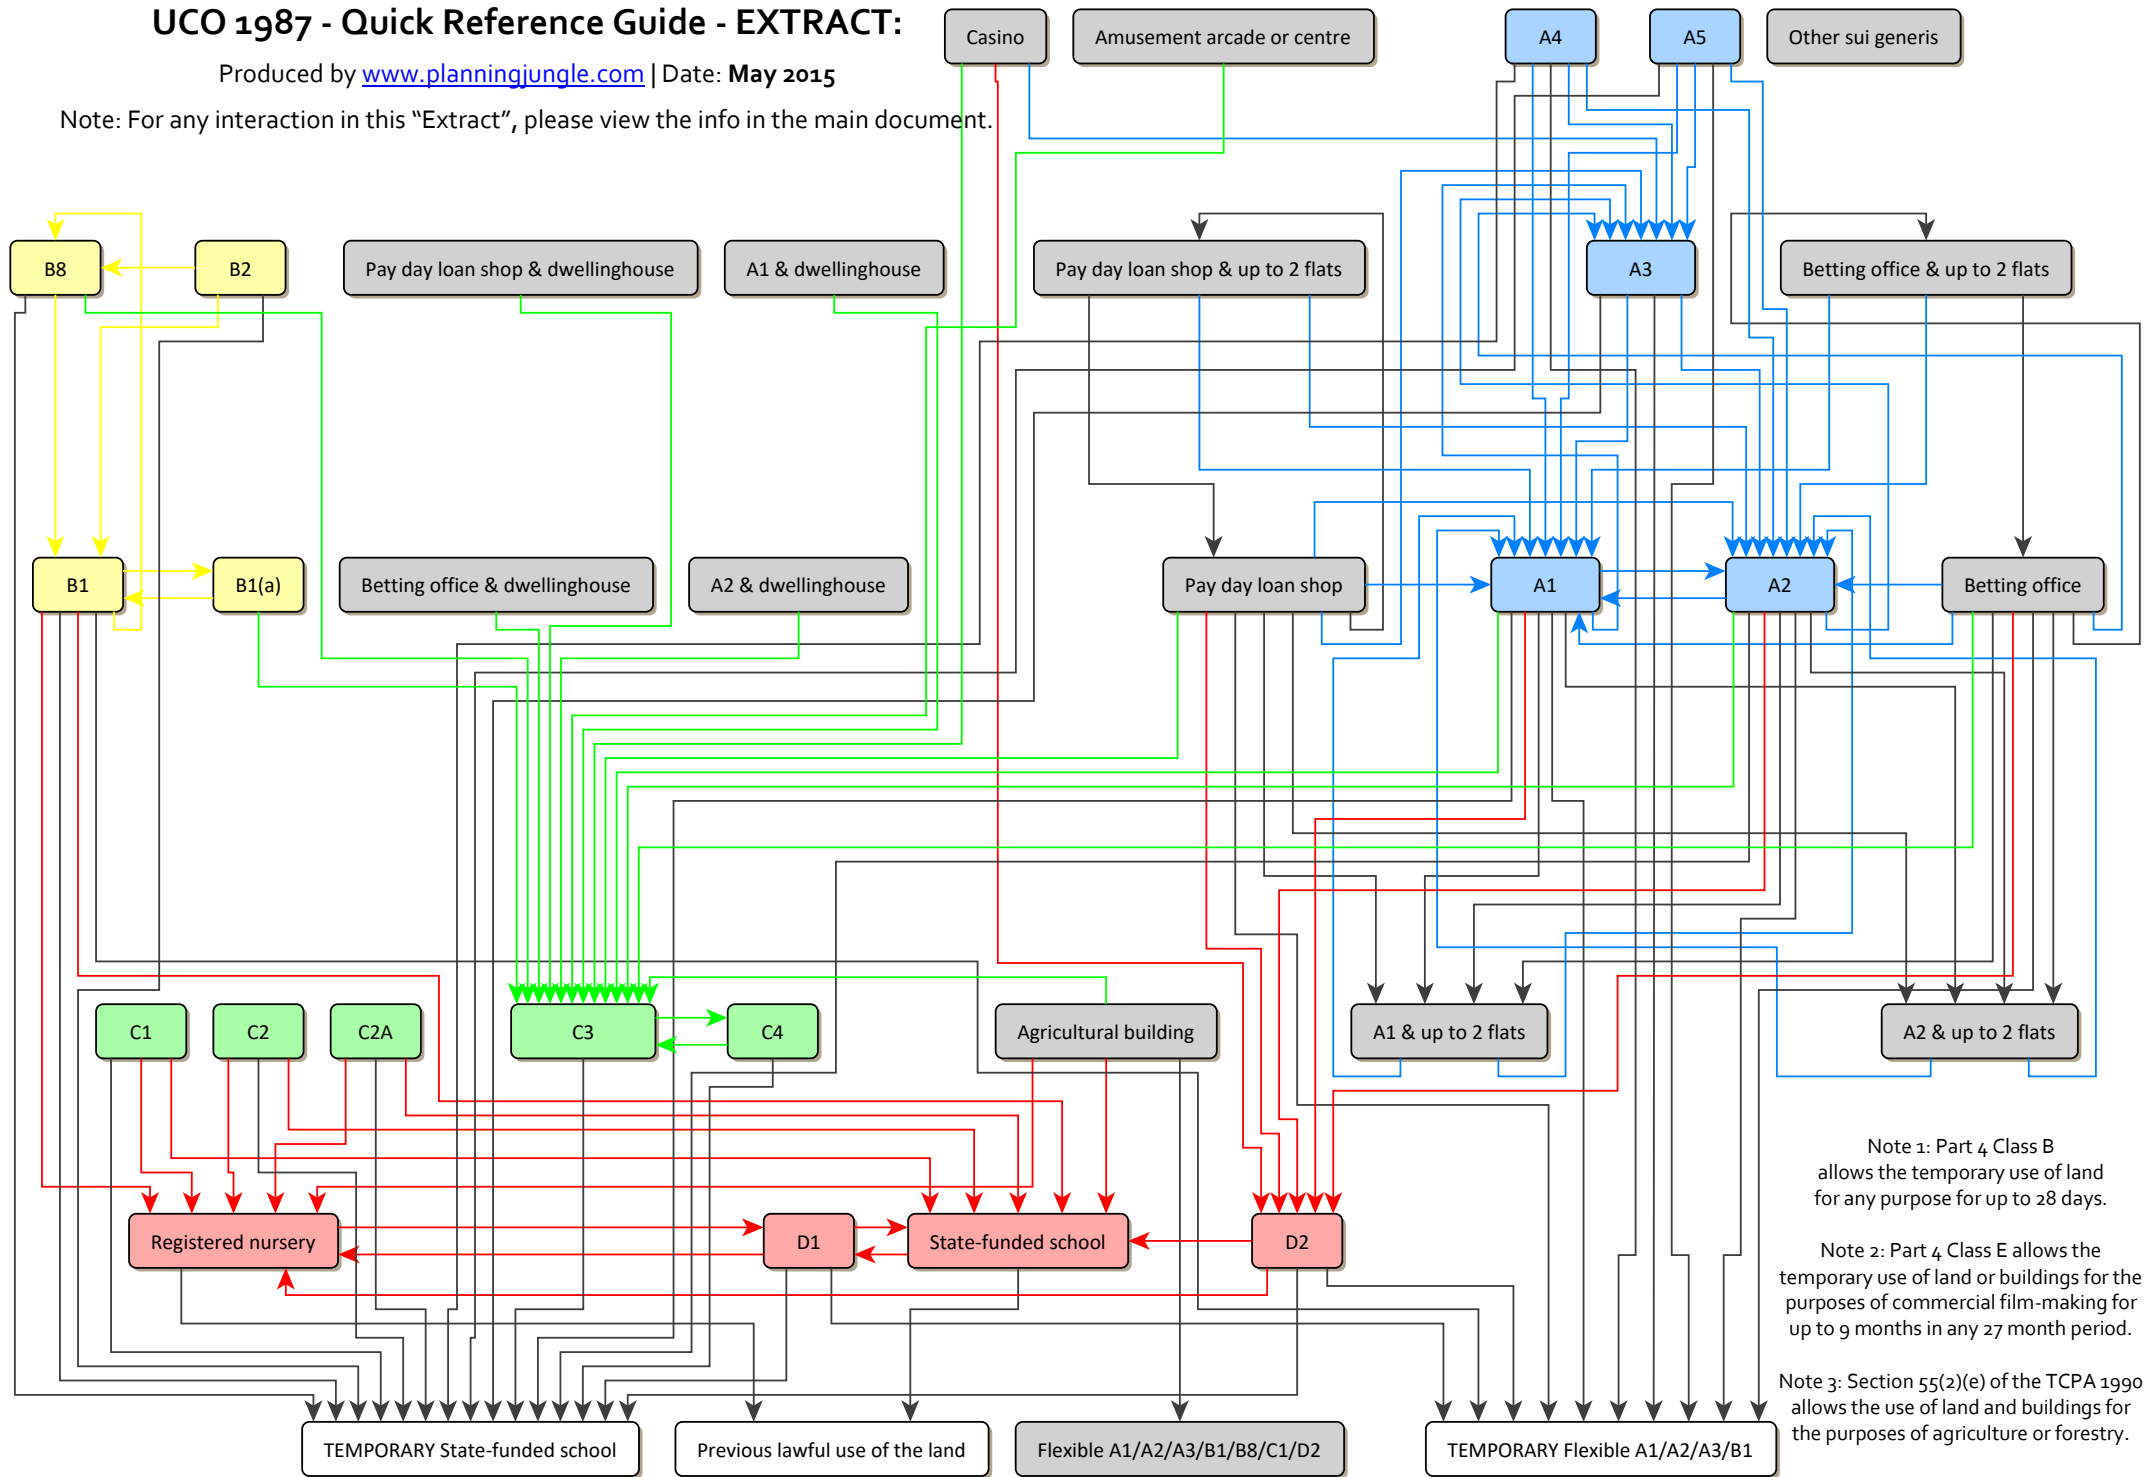 UCO 1987 - Quick Reference Guide - EXTRACT:
Produced by www.planningjungle.com | Date: May 2015
Note: For any interaction in this “Extract”, please view the info in the main document.
Casino
Amusement arcade or centre
A4
A5
Other sui generis
B8
B2
Pay day loan shop & dwellinghouse
A1 & dwellinghouse
Pay day loan shop & up to 2 flats
A3
Betting office & up to 2 flats
B1
B1(a)
Betting office & dwellinghouse
A2 & dwellinghouse
Pay day loan shop
A1
A2
Betting office
C1
C2
C2A
C3
C4
Agricultural building
A1 & up to 2 flats
A2 & up to 2 flats
Note 1: Part 4 Class B
allows the temporary use of land
for any purpose for up to 28 days.
Registered nursery
D1
State-funded school
D2
Note 2: Part 4 Class E allows the
temporary use of land or buildings for the
purposes of commercial film-making for
up to 9 months in any 27 month period.
Note 3: Section 55(2)(e) of the TCPA 1990
allows the use of land and buildings for
the purposes of agriculture or forestry.
TEMPORARY State-funded school
Previous lawful use of the land
Flexible A1/A2/A3/B1/B8/C1/D2
TEMPORARY Flexible A1/A2/A3/B1